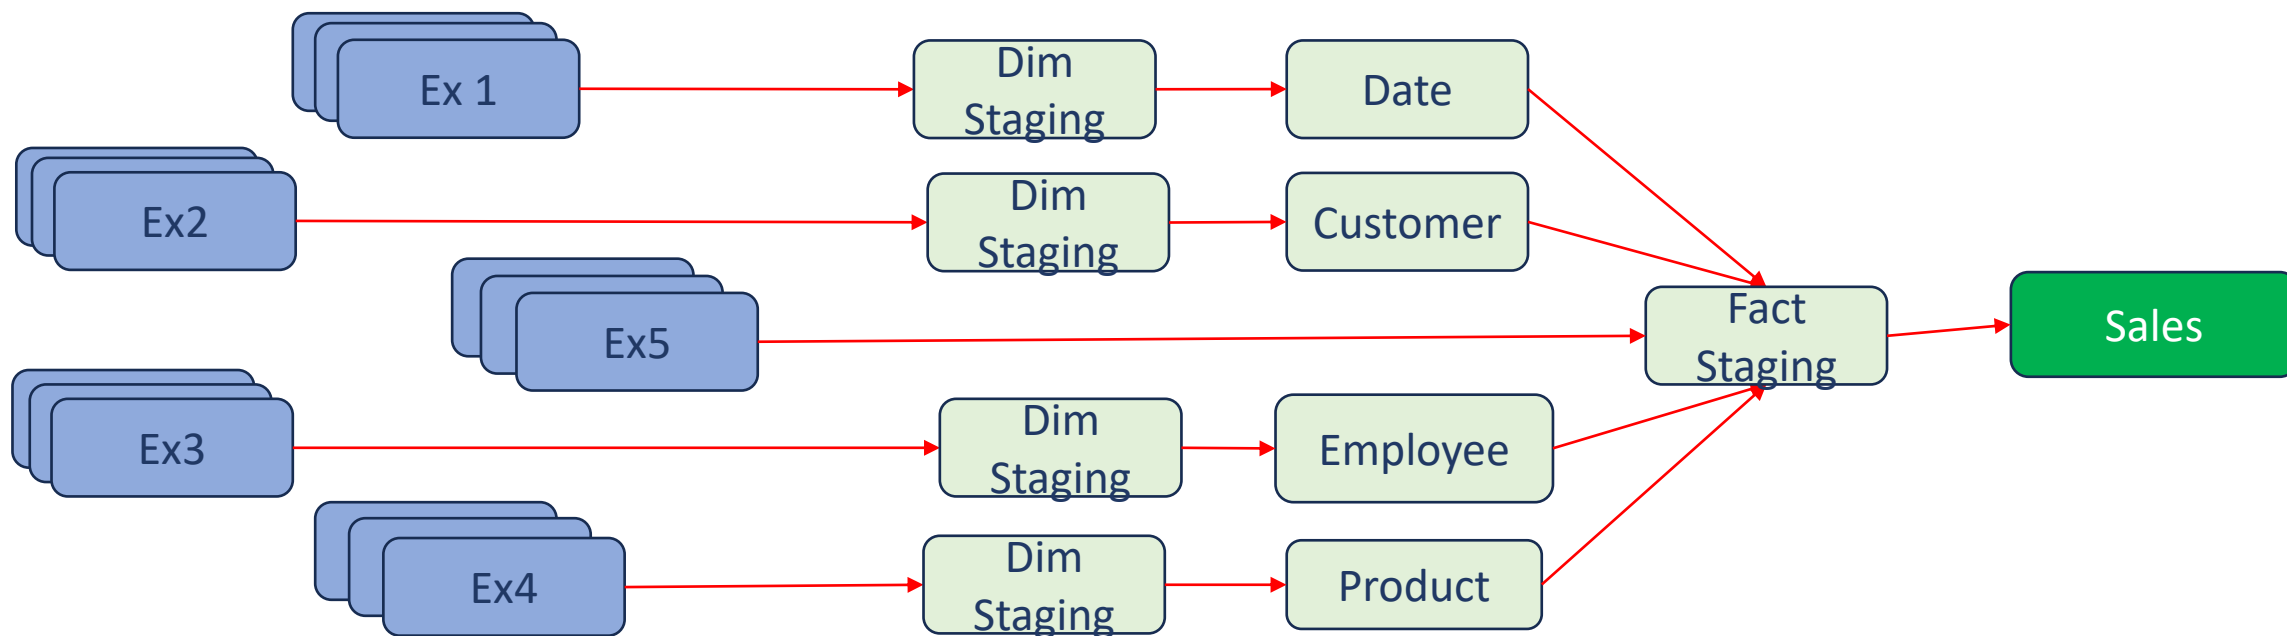 Ex 1
Dim
Staging
Date
Ex2
Dim
Staging
Customer
Ex5
Fact
Staging
Sales
Ex3
Dim
Staging
Employee
Ex4
Dim
Staging
Product